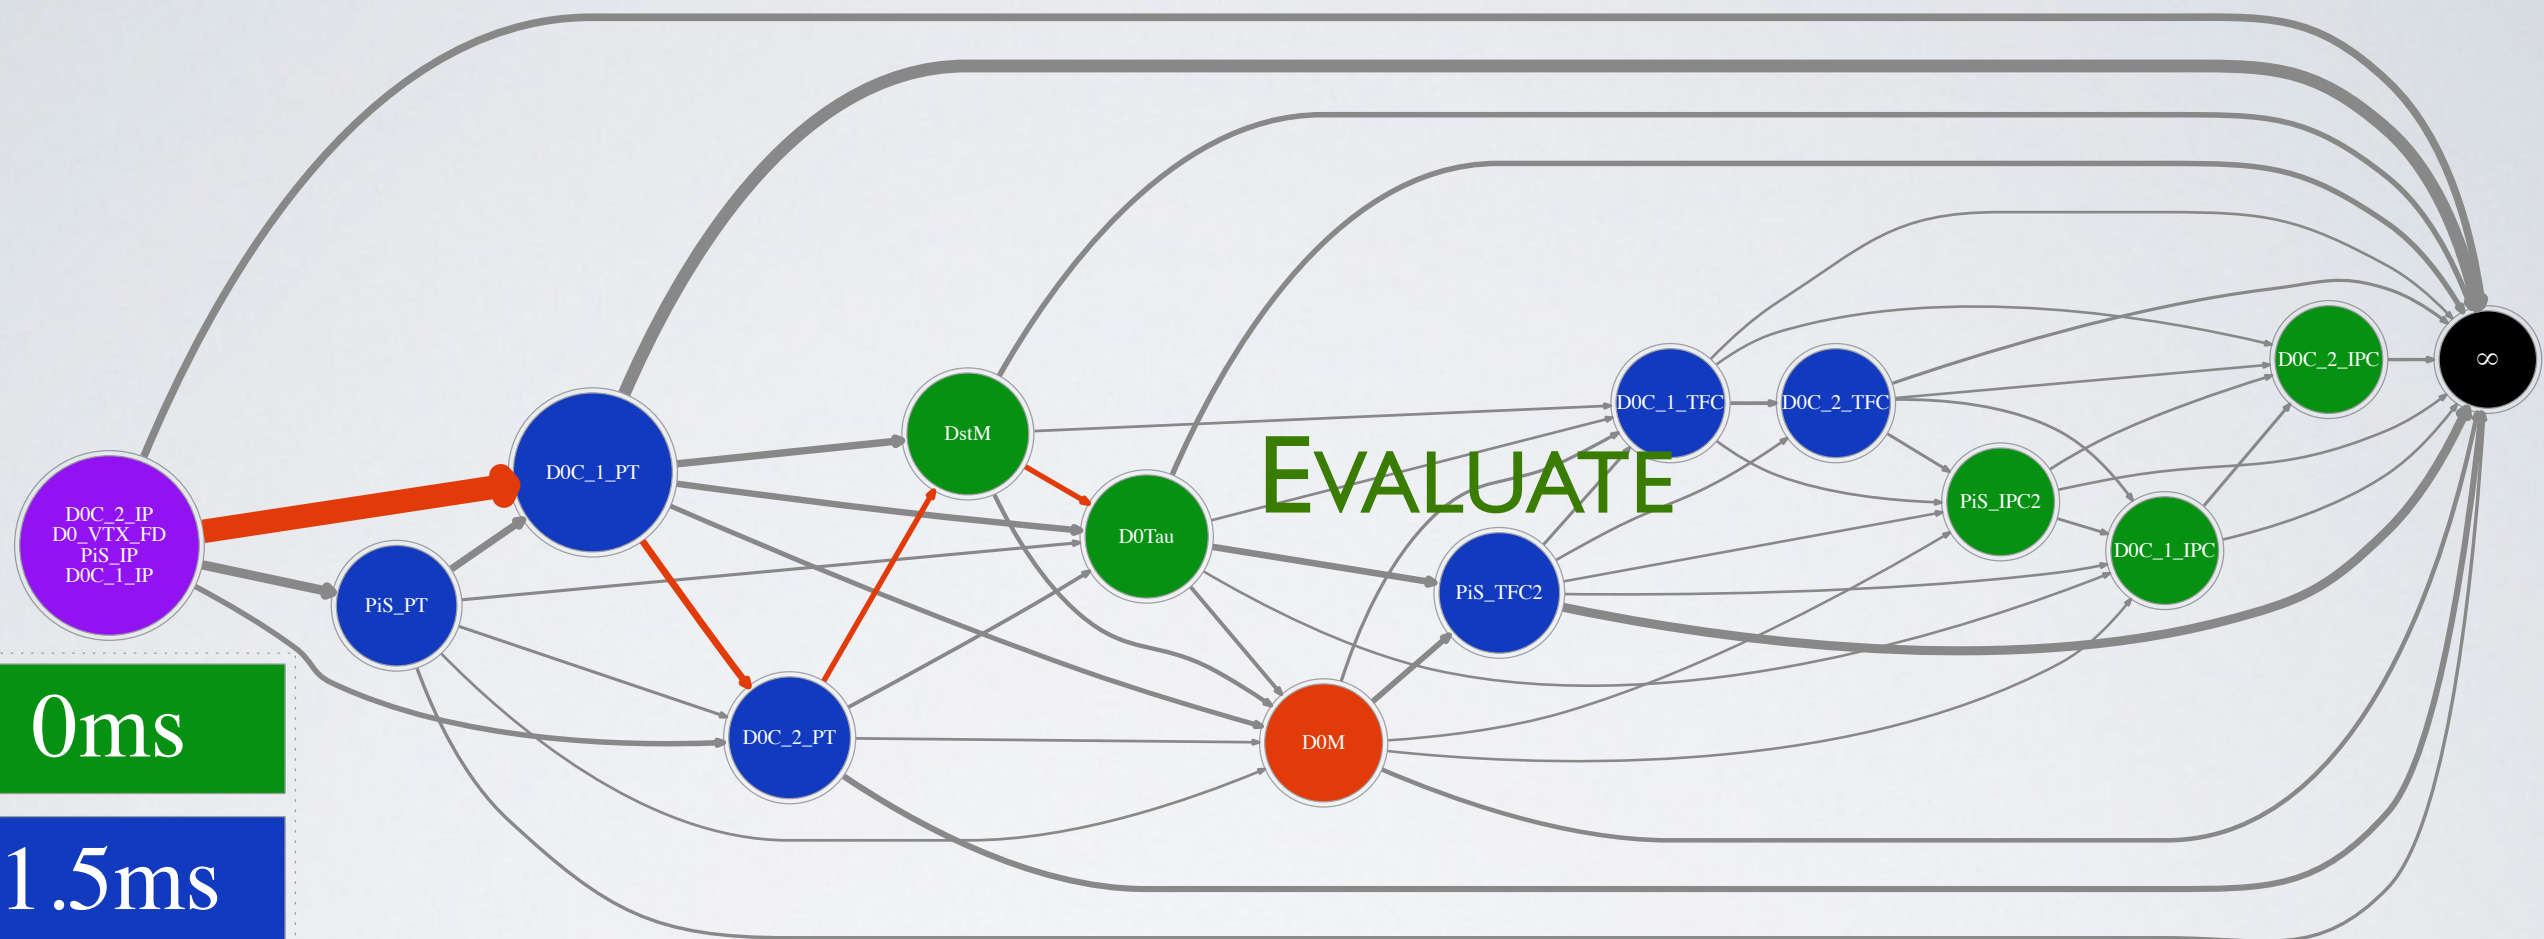 D0C_2_IP
D0_VTX_FD
PiS_IP
D0C_1_IP
PiS_PT
D0C_1_PT
D0C_2_PT
DstM
D0Tau
EVALUATE
D0M
PiS_TFC2
D0C_1_TFC
D0C_2_TFC
PiS_IPC2
D0C_1_IPC
D0C_2_IPC
∞
0ms
1.5ms